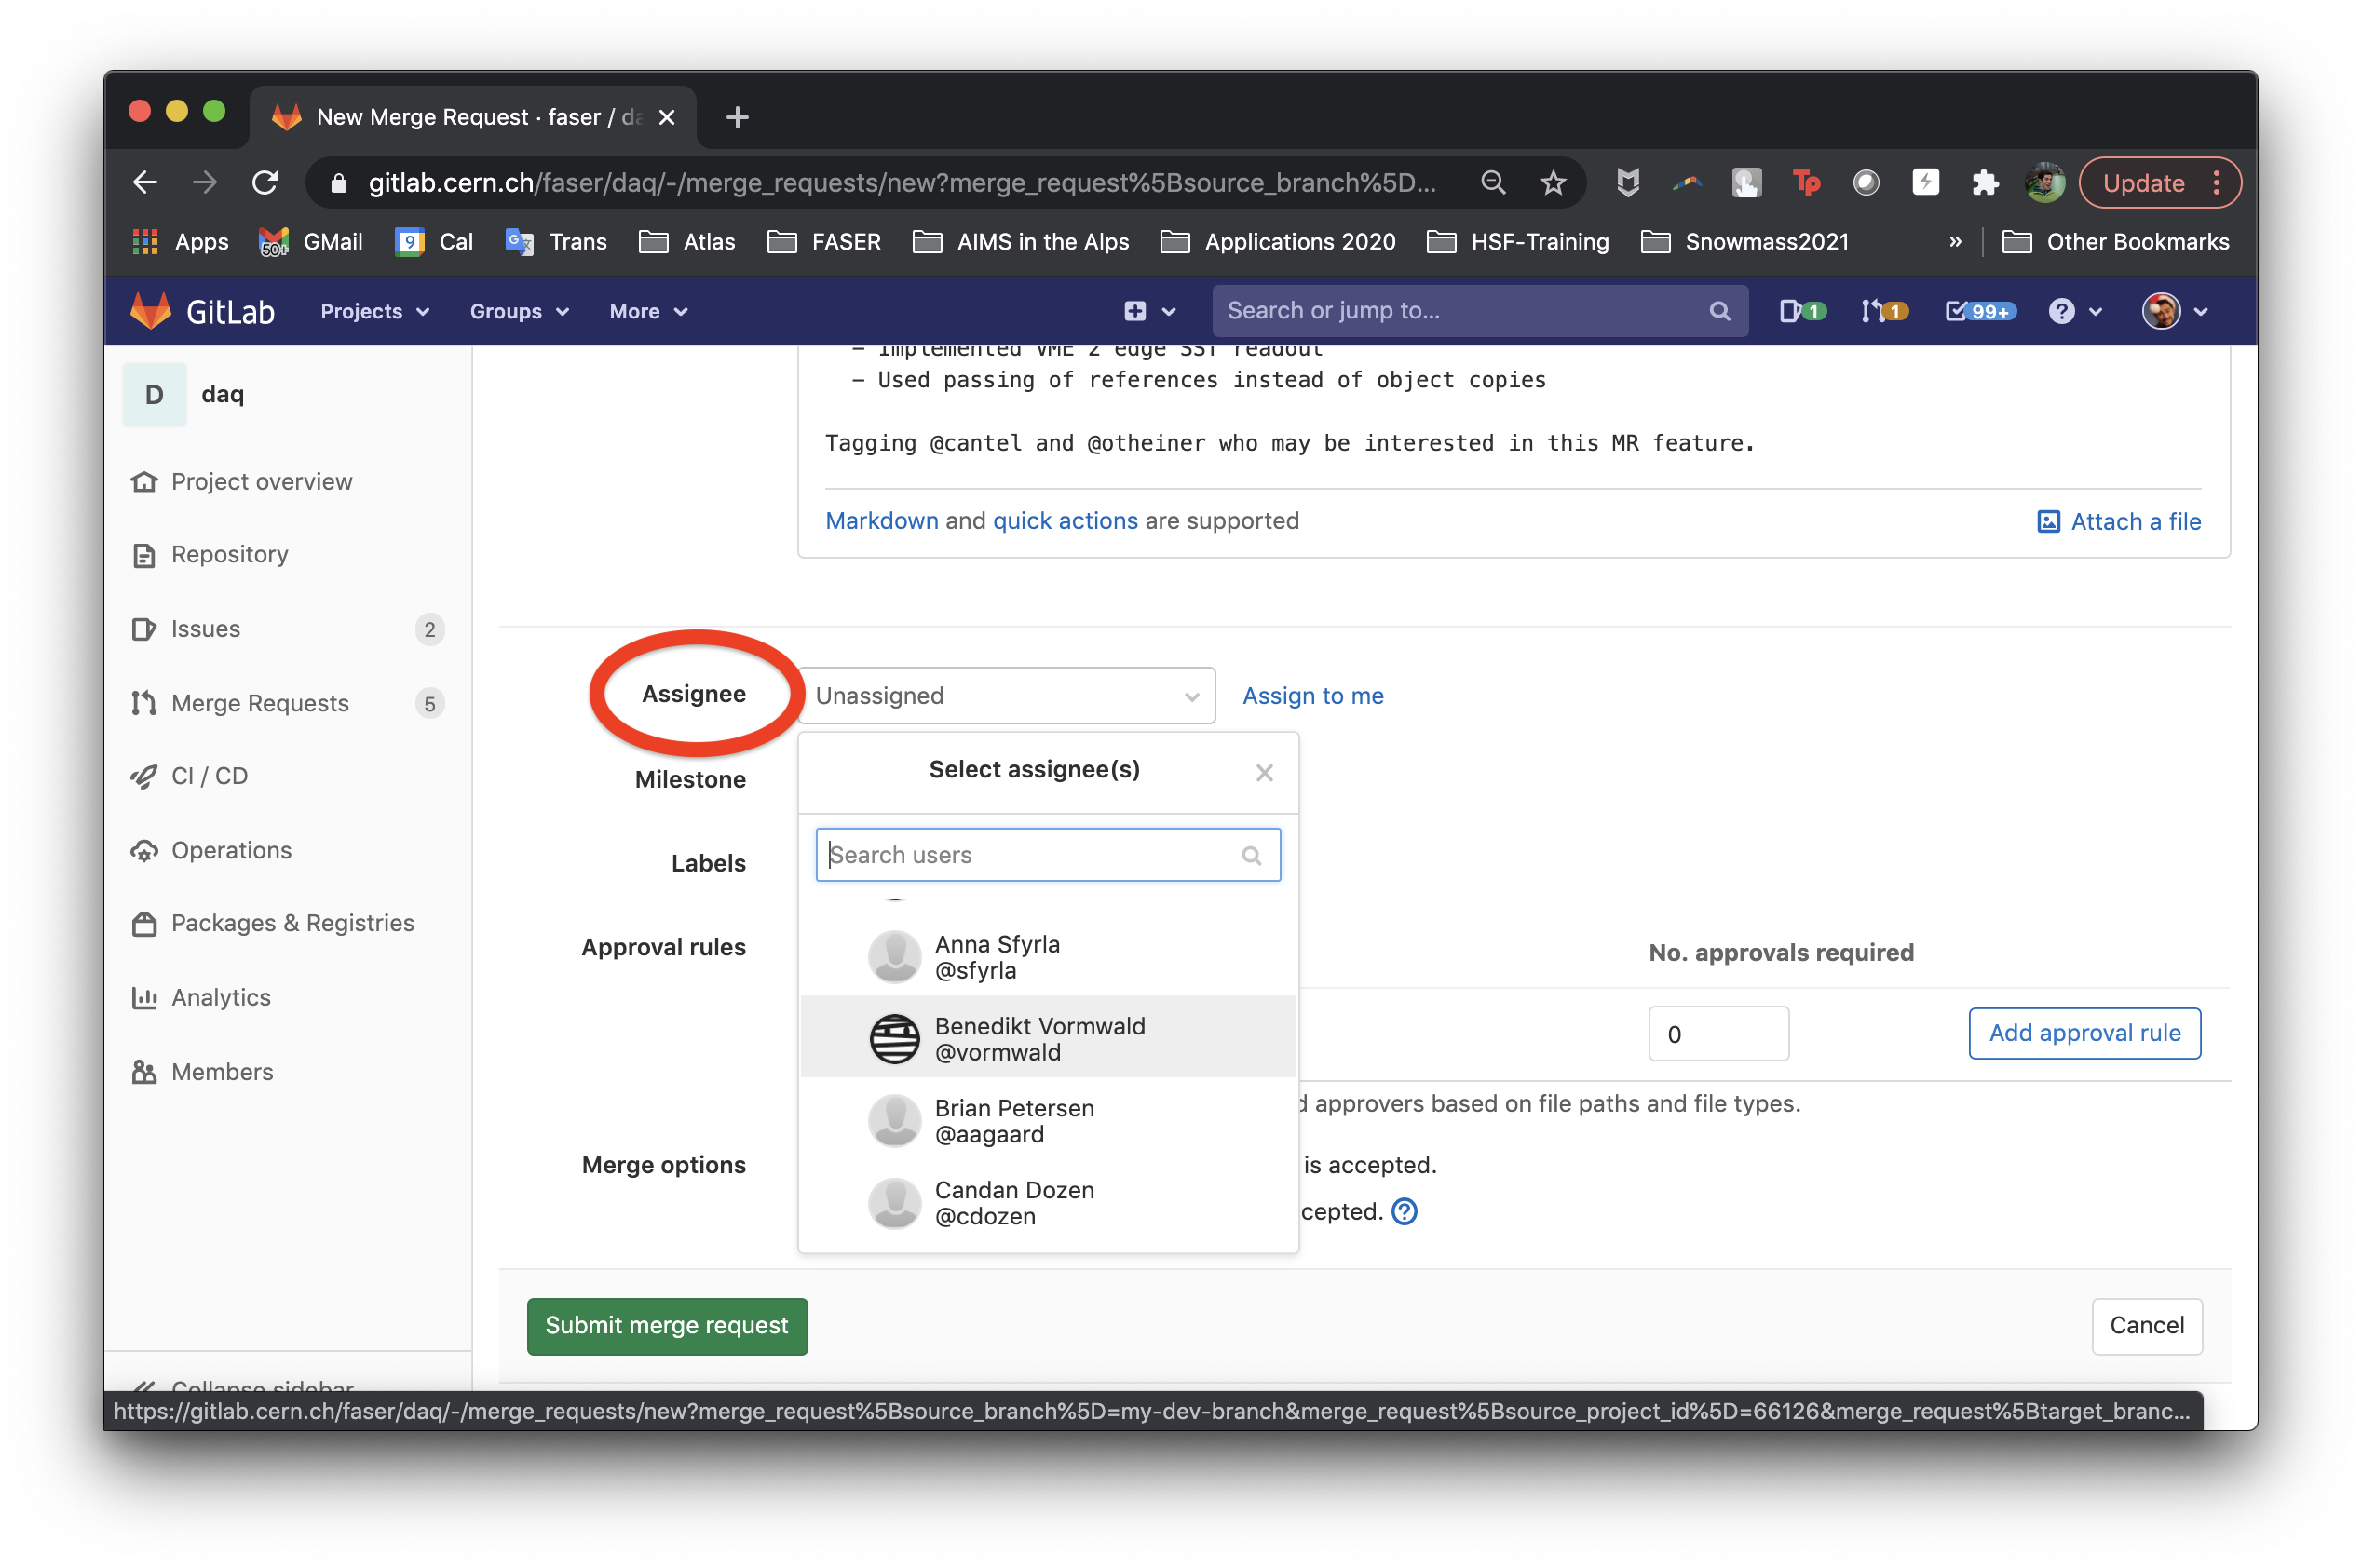 New Merge Request · faser / da
gitlab.cern.ch/faser/daq/-/merge_requests/new?merge_request%5Bsource_branch%5D...
Tp
Update
Apps
50+
GMail
9
Cal
Trans
Atlas
FASER
AIMS in the Alps
Applications 2020
HSF-Training
Snowmass2021
»
Other Bookmarks
GitLab
Projects
Groups
More
Search or jump to...
1
1
99+
D
daq
Project overview
Repository
Issues
2
Merge Requests
5
CI / CD
Operations
Packages & Registries
Analytics
Members
Collapse sidebar
– Implemented VME 2 edge SST readout
– Used passing of references instead of object copies
Tagging @cantel and @otheiner who may be interested in this MR feature.
Markdown and quick actions are supported
Attach a file
Assignee
Unassigned
Assign to me
Select assignee(s)
Search users
Anna Sfyrla
@sfyrla
Benedikt Vormwald
@vormwald
Brian Petersen
@aagaard
Candan Dozen
@cdozen
Milestone
Labels
Approval rules
No. approvals required
0
Add approval rule
d approvers based on file paths and file types.
Merge options
is accepted.
cepted.
Submit merge request
Cancel
https://gitlab.cern.ch/faser/daq/-/merge_requests/new?merge_request%5Bsource_branch%5D=my-dev-branch&merge_request%5Bsource_project_id%5D=66126&merge_request%5Btarget_branc...